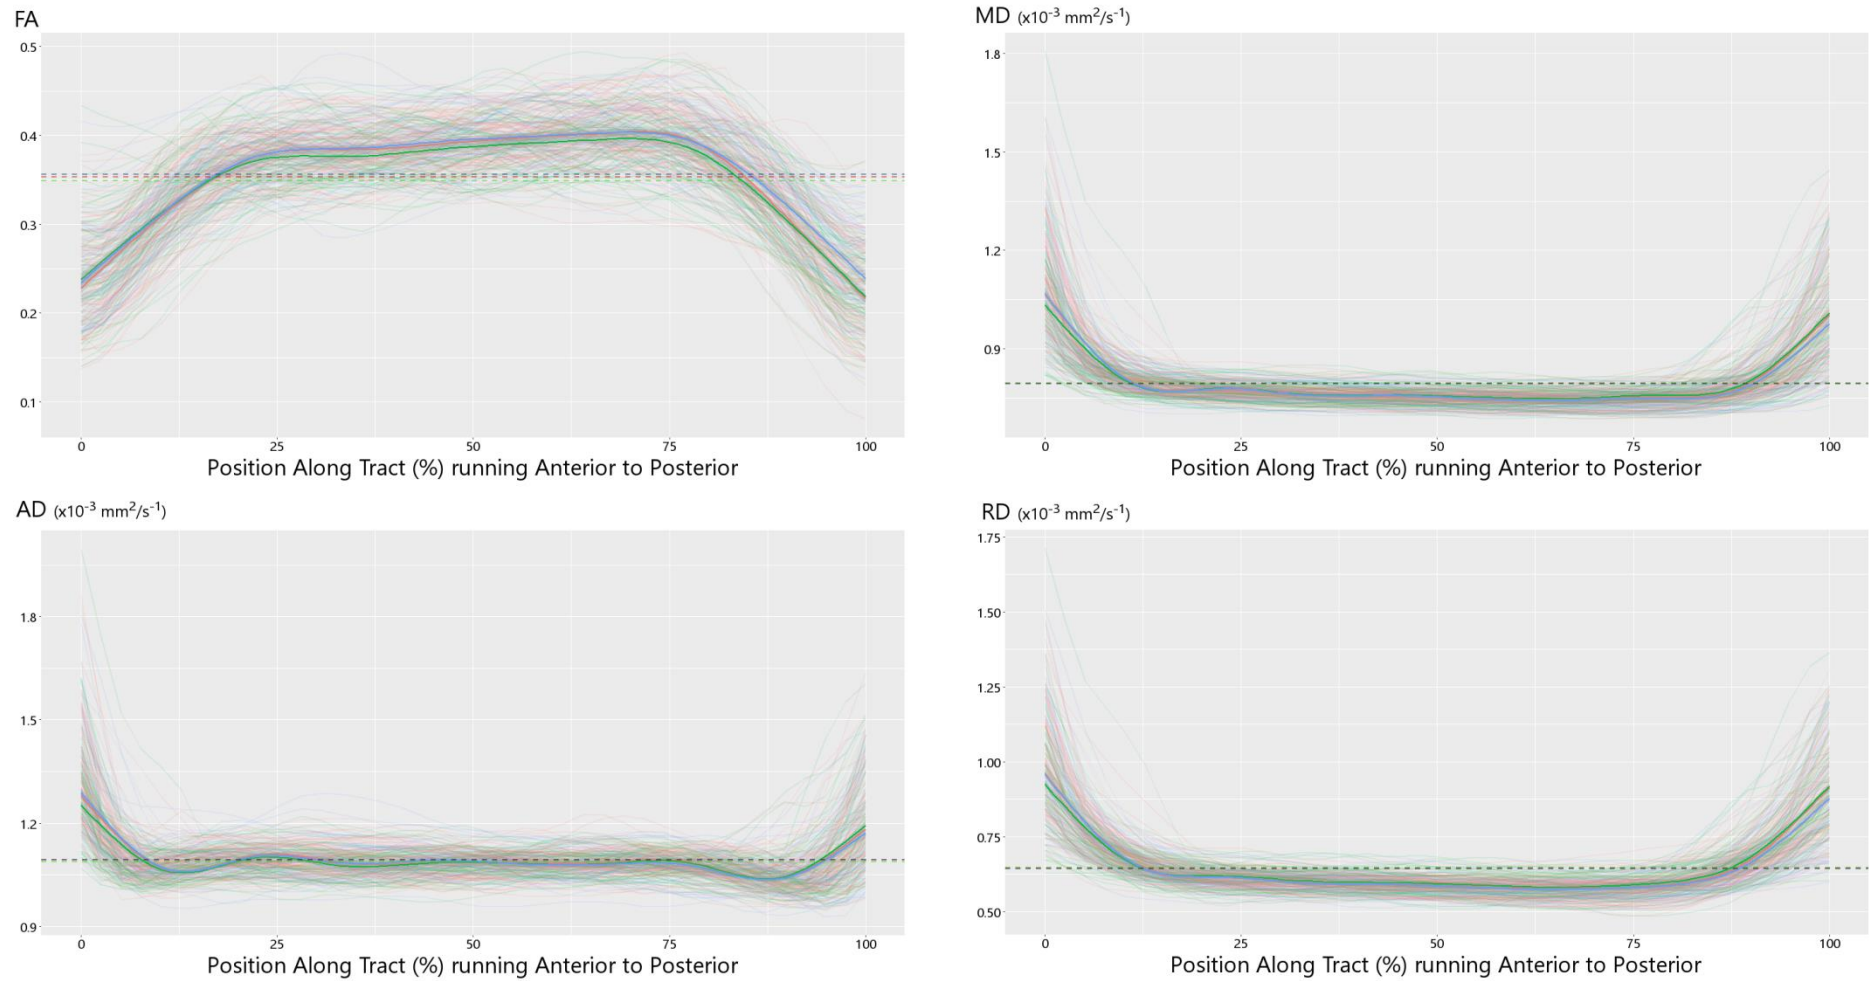 FA
0.5
0.4
0.3
0.2
0.1
0 25 50 75 100
Position Along Tract (%) running Anterior to Posterior
MD (x10⁻³ mm²/s⁻¹)
1.8
1.5
1.2
0.9
0 25 50 75 100
Position Along Tract (%) running Anterior to Posterior
AD (x10⁻³ mm²/s⁻¹)
1.8
1.5
1.2
0.9
0 25 50 75 100
Position Along Tract (%) running Anterior to Posterior
RD (x10⁻³ mm²/s⁻¹)
1.75
1.50
1.25
1.00
0.75
0.50
0 25 50 75 100
Position Along Tract (%) running Anterior to Posterior